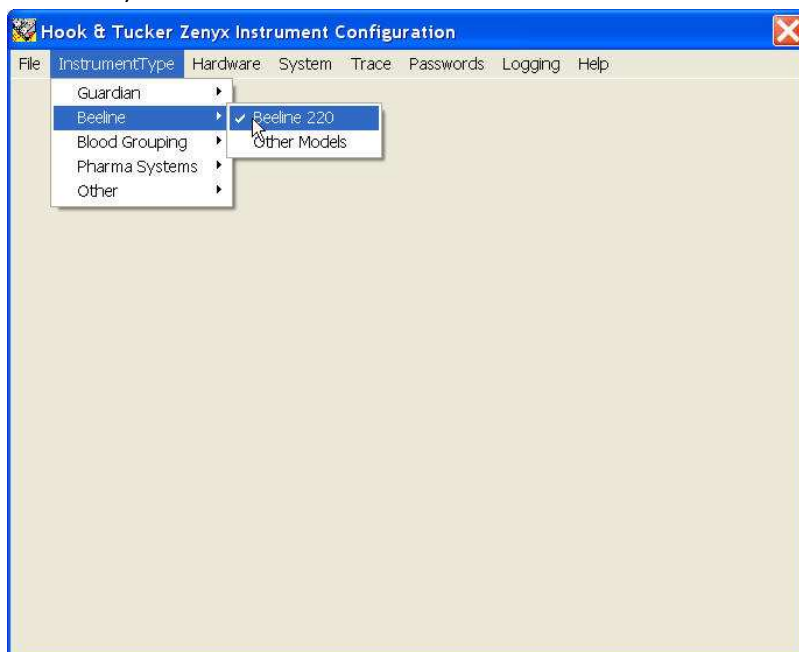 Hook & Tucker Zenyx Instrument Configuration
File InstrumentType Hardware System Trace Passwords Logging Help
Guardian
Beeline
Beeline 220
Blood Grouping
Other Models
Pharma Systems
Other